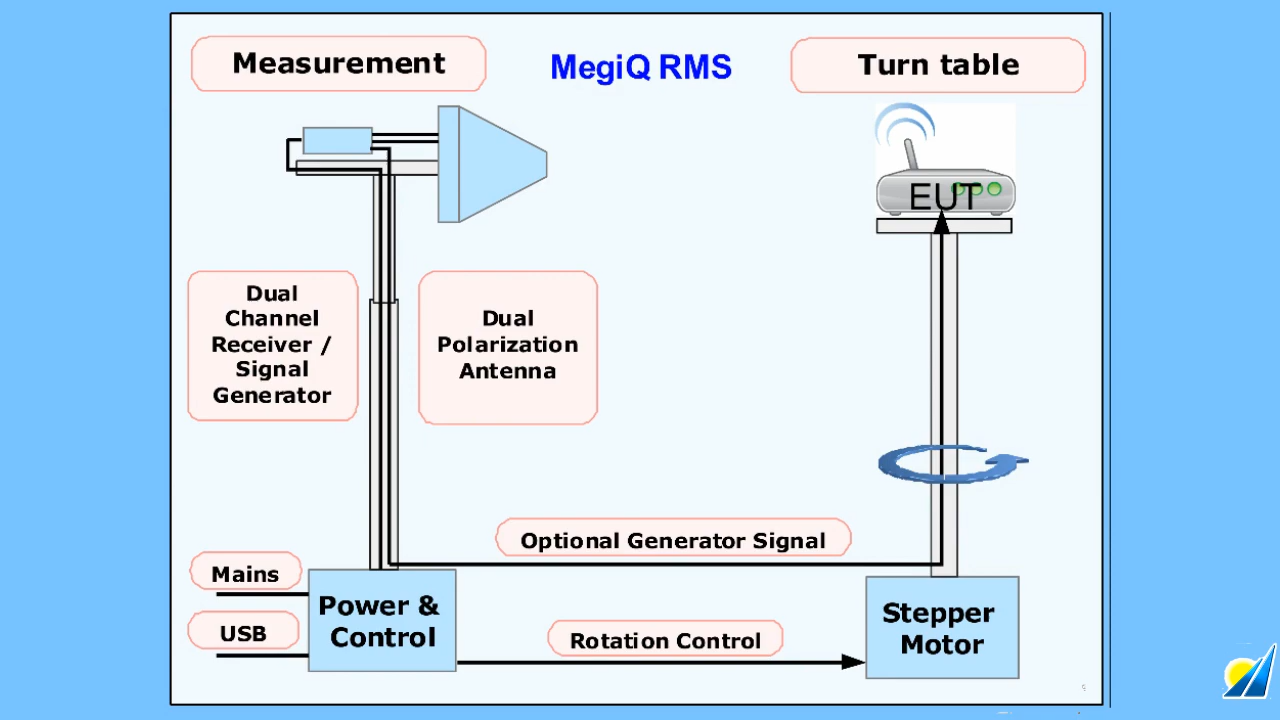 Measurement
MegiQ RMS
Turn table
EUT
Dual
Channel
Receiver /
Signal
Generator
Dual
Polarization
Antenna
Optional Generator Signal
Mains
Power &
Control
USB
Rotation Control
Stepper
Motor